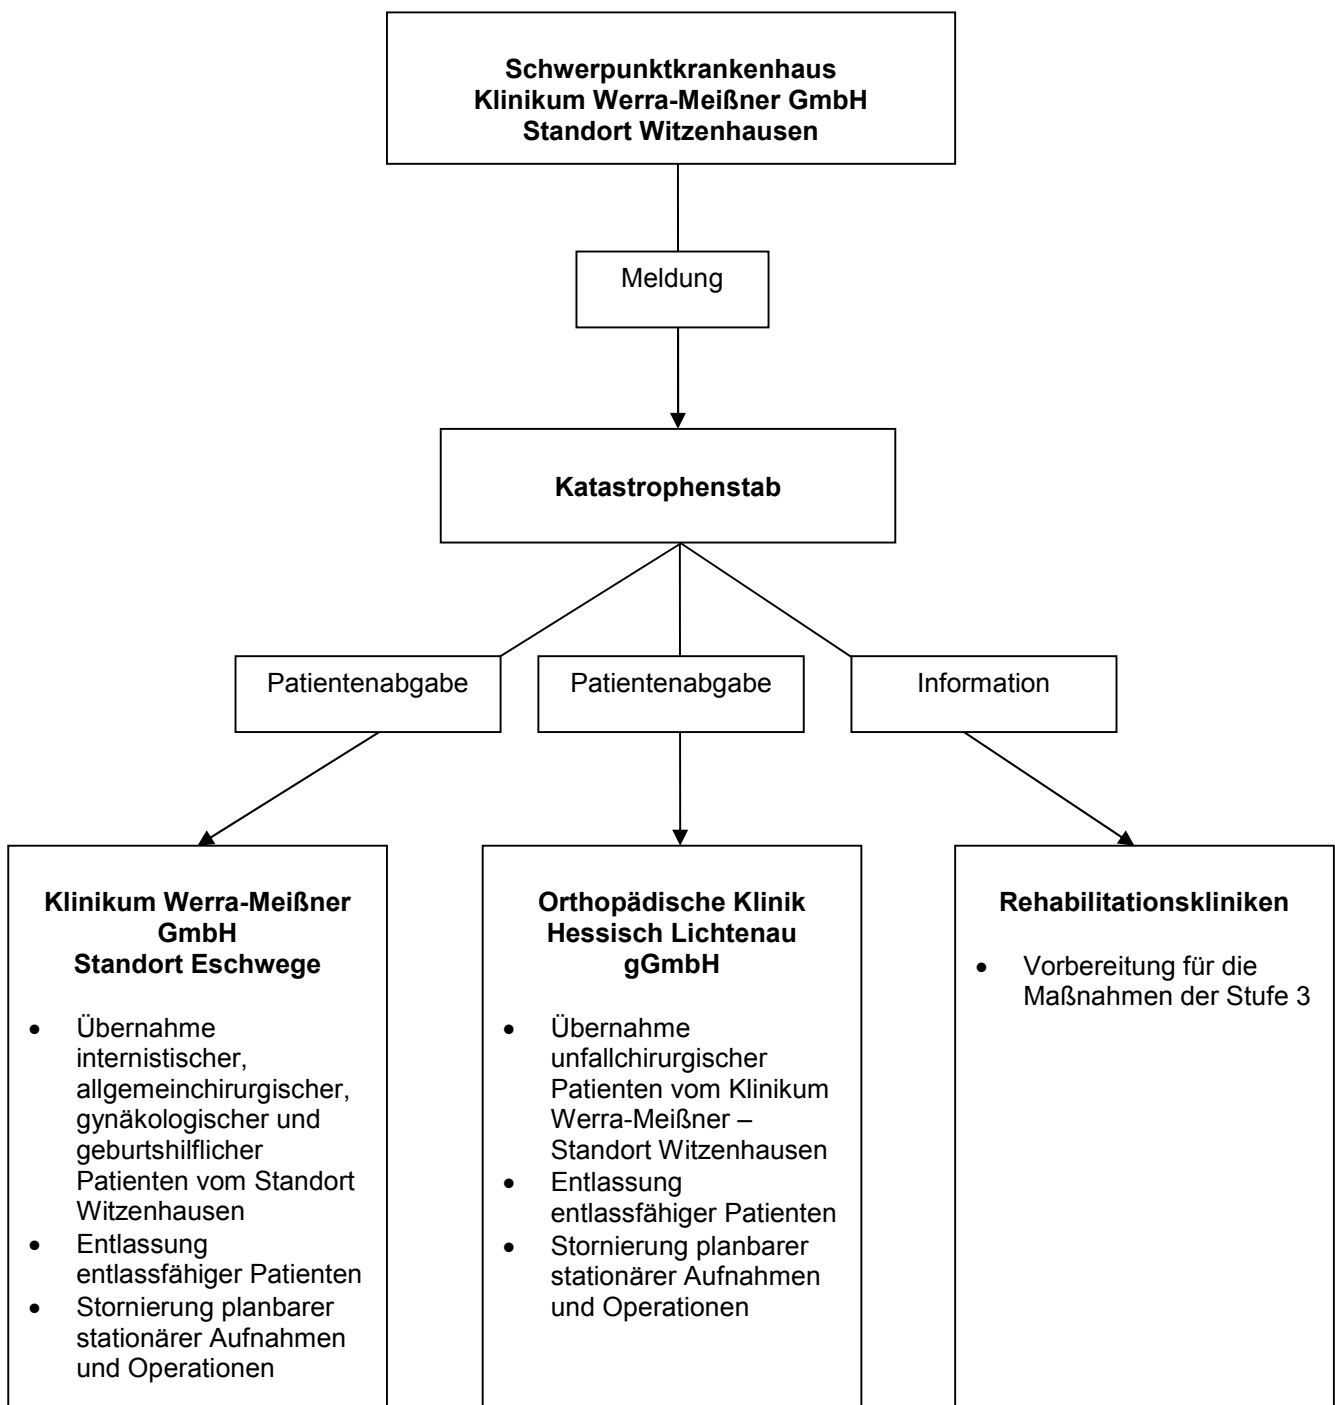 Schwerpunktkrankenhaus
Klinikum Werra-Meißner GmbH
Standort Witzenhausen
Meldung
Katastrophenstab
Patientenabgabe
Patientenabgabe
Information
Klinikum Werra-Meißner
GmbH
Standort Eschwege
• Übernahme
internistischer,
allgemeinchirurgischer,
gynäkologischer und
geburtshilflicher
Patienten vom Standort
Witzenhausen
• Entlassung
entlassfähiger Patienten
• Stornierung planbarer
stationärer Aufnahmen
und Operationen
Orthopädische Klinik
Hessisch Lichtenau
gGmbH
• Übernahme
unfallchirurgischer
Patienten vom Klinikum
Werra-Meißner –
Standort Witzenhausen
• Entlassung
entlassfähiger Patienten
• Stornierung planbarer
stationärer Aufnahmen
und Operationen
Rehabilitationskliniken
• Vorbereitung für die
Maßnahmen der Stufe 3